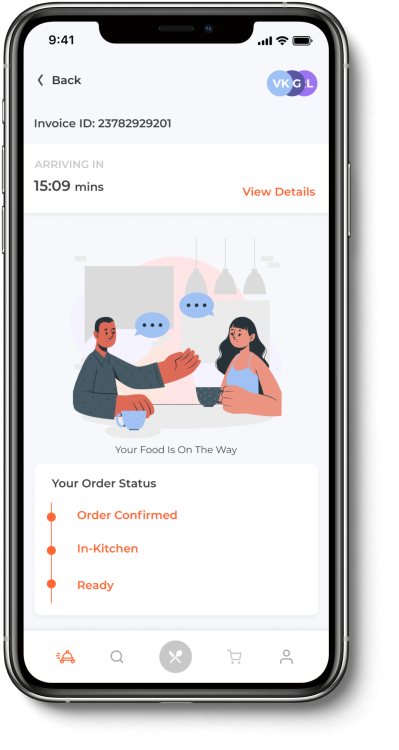 9:41
Back
VK G PL
Invoice ID: 23782929201
ARRIVING IN
15:09 mins
View Details
Your Food Is On The Way
Your Order Status
Order Confirmed
In-Kitchen
Ready